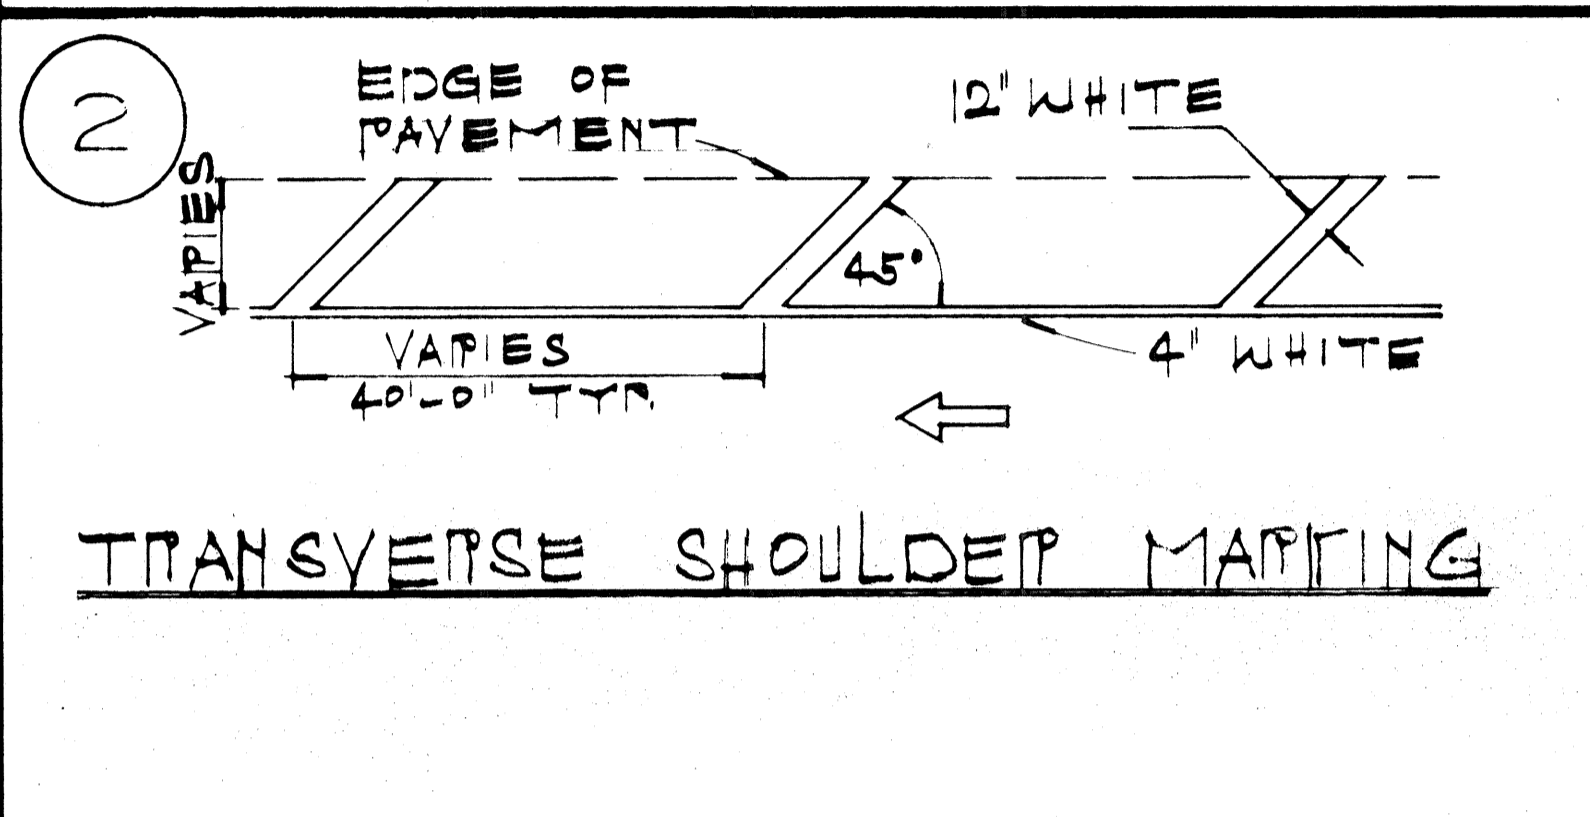 2
EDGE OF
PAVEMENT
12" WHITE
VARIES
45°
VARIES
40'-0" TYP.
4" WHITE
TRANSVERSE SHOULDER MARKING